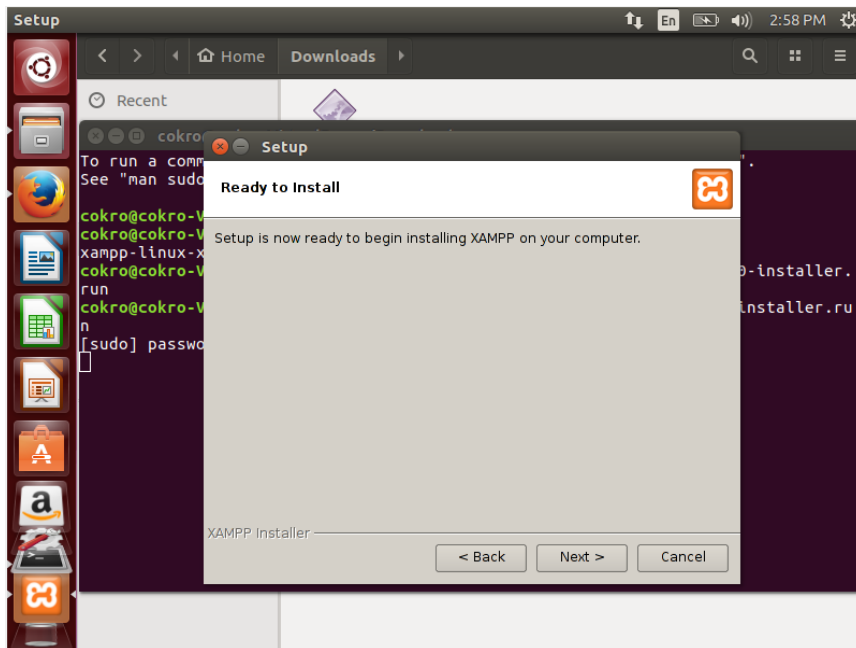 Setup
En
2:58 PM
Home
Downloads
Recent
cokro
Setup
To run a comm
".
See "man sudo
Ready to Install
cokro@cokro-V
cokro@cokro-V
Setup is now ready to begin installing XAMPP on your computer.
xampp-linux-x
cokro@cokro-V
0-installer.
run
cokro@cokro-V
installer.ru
n
[sudo] passwo
XAMPP Installer
< Back
Next >
Cancel